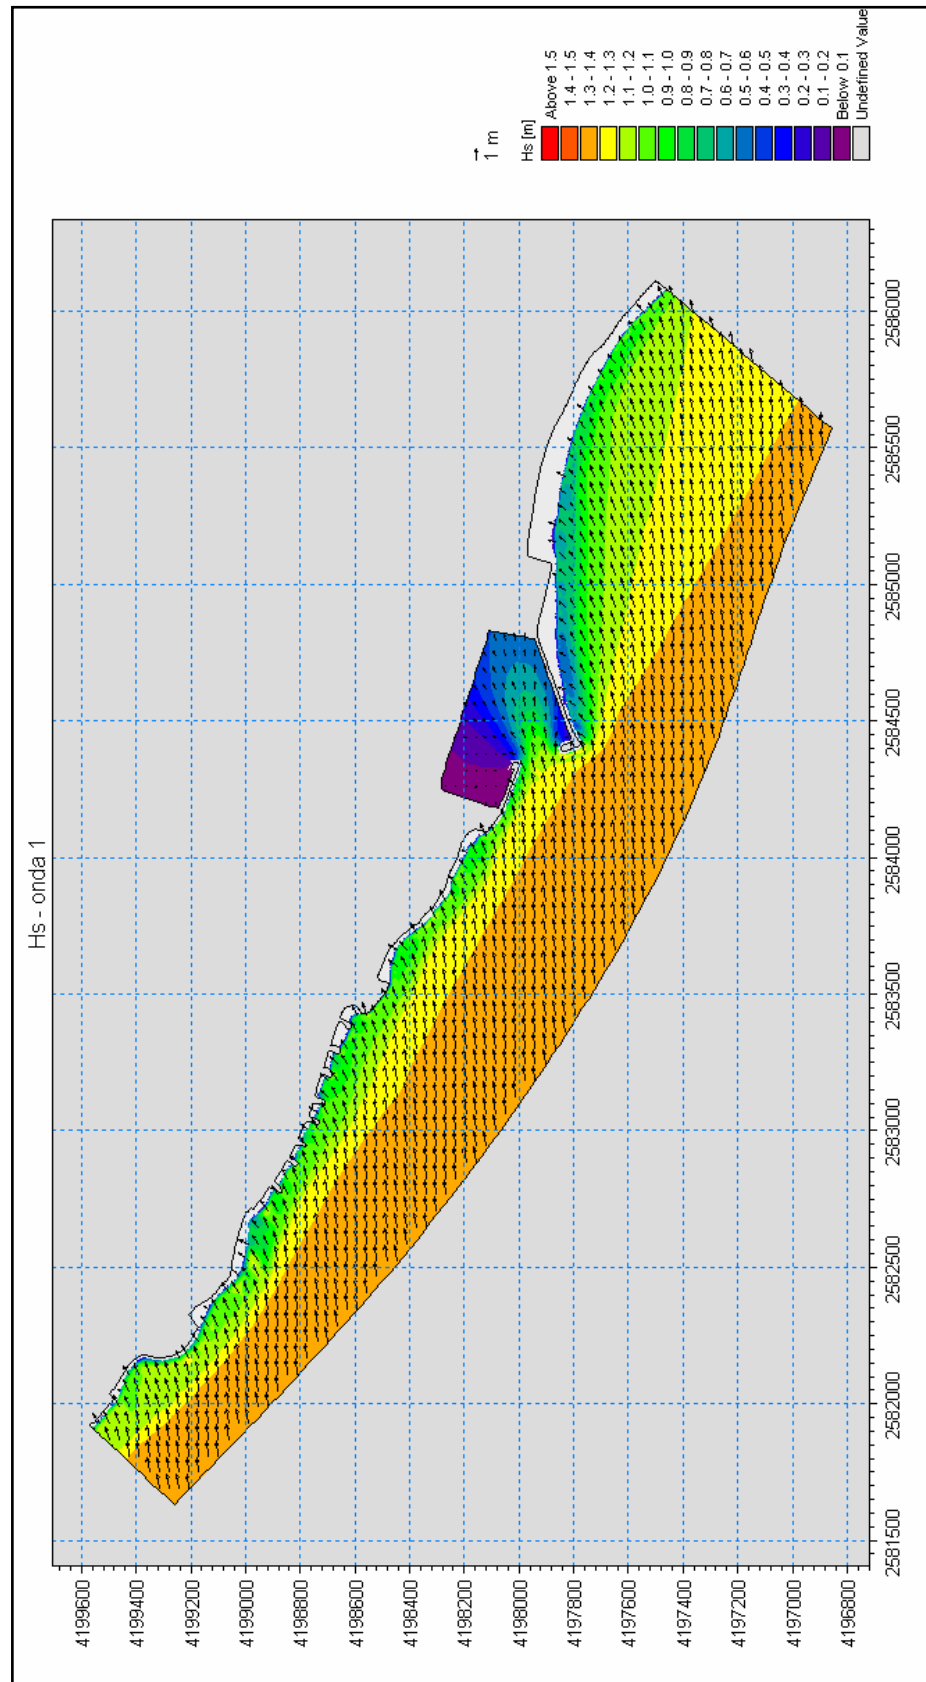 Hs - onda 1
1 m
Hs [m]
Above 1.5
1.4 - 1.5
1.3 - 1.4
1.2 - 1.3
1.1 - 1.2
1.0 - 1.1
0.9 - 1.0
0.8 - 0.9
0.7 - 0.8
0.6 - 0.7
0.5 - 0.6
0.4 - 0.5
0.3 - 0.4
0.2 - 0.3
0.1 - 0.2
Below 0.1
Undefined Value
4199600
4199400
4199200
4199000
4198800
4198600
4198400
4198200
4198000
4197800
4197600
4197400
4197200
4197000
4196800
2581500
2582000
2582500
2583000
2583500
2584000
2584500
2585000
2585500
2586000